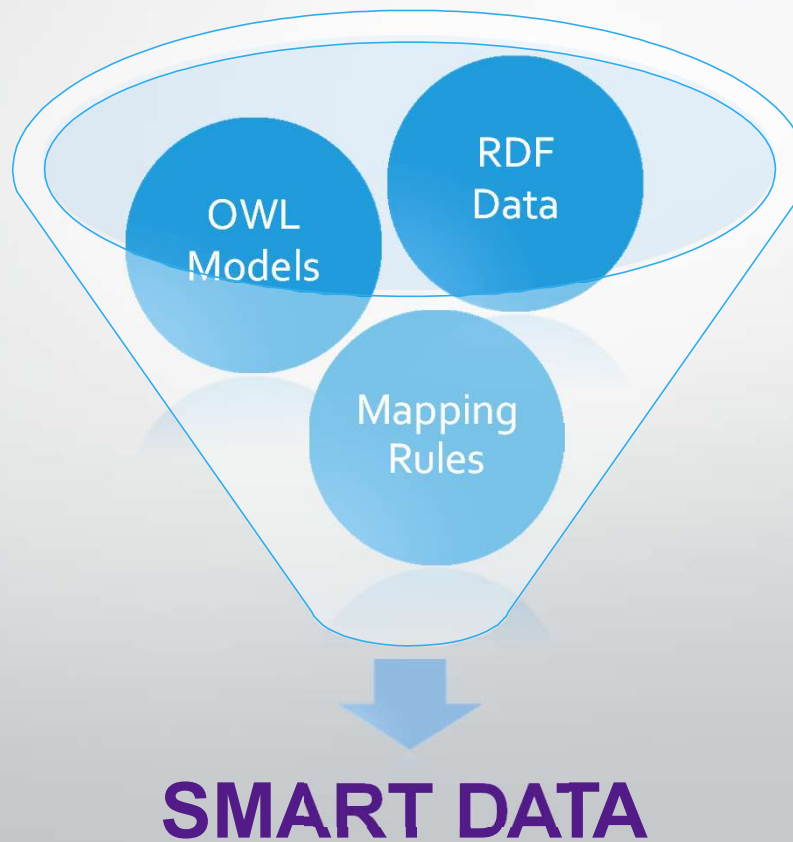 RDF
Data
OWL
Models
Mapping
Rules
SMART DATA